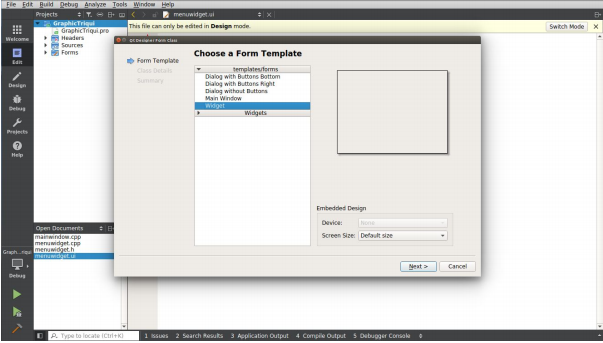 File Edit Build Debug Analyze Tools Window Help
Projects
menuwidget.ui
Welcome
Edit
Design
Debug
Projects
Help
GraphicTriqui
GraphicTriqui.pro
Headers
Sources
Forms
This file can only be edited in Design mode.
Switch Mode
Qt Designer Form Class
Form Template
Class Details
Summary
Choose a Form Template
templates/forms
Dialog with Buttons Bottom
Dialog with Buttons Right
Dialog without Buttons
Main Window
Widget
Widgets
Embedded Design
Device: None
Screen Size: Default size
Next > Cancel
Open Documents
mainwindow.cpp
menuwidget.cpp
menuwidget.h
menuwidget.ui
Graph...riqui
Debug
Type to locate (Ctrl+K)
1 Issues 2 Search Results 3 Application Output 4 Compile Output 5 Debugger Console